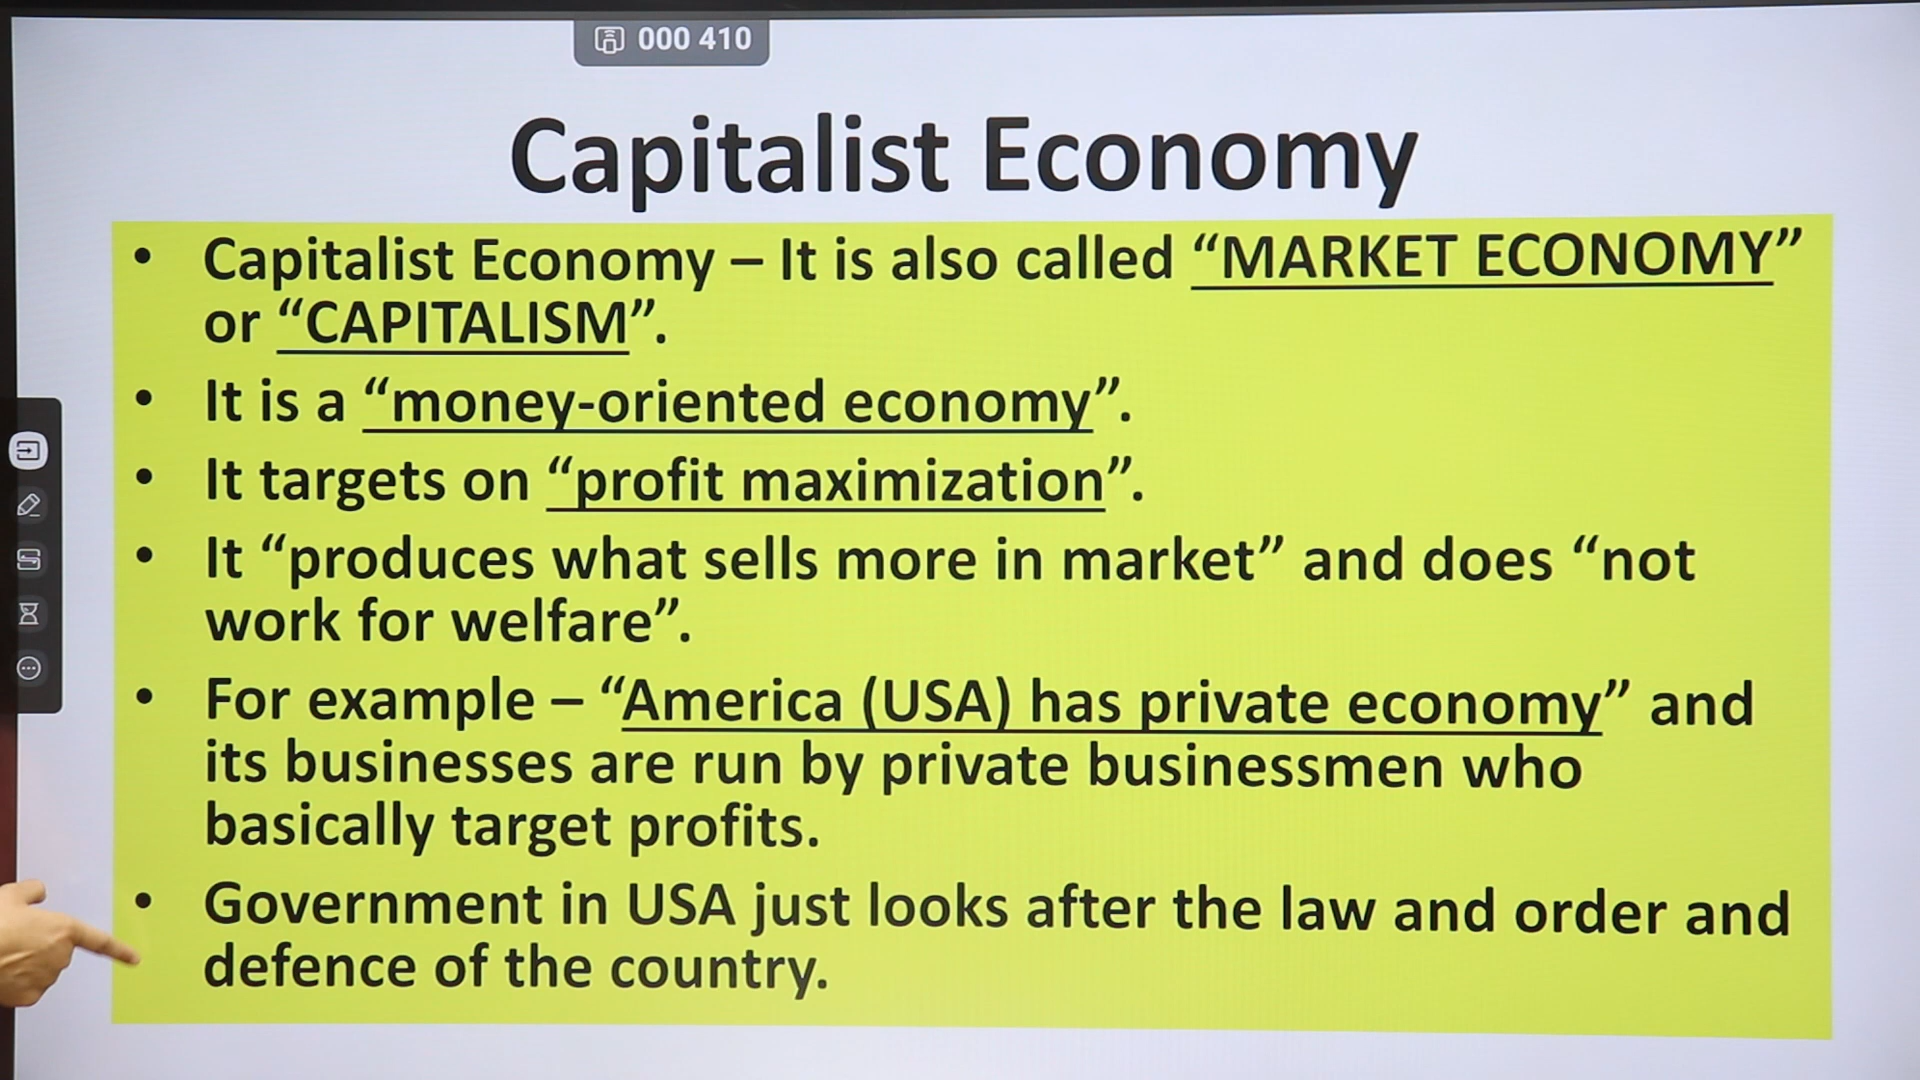 000 410
Capitalist Economy
• Capitalist Economy – It is also called “MARKET ECONOMY”
or “CAPITALISM”.
• It is a “money-oriented economy”.
• It targets on “profit maximization”.
• It “produces what sells more in market” and does “not
work for welfare”.
• For example – “America (USA) has private economy” and
its businesses are run by private businessmen who
basically target profits.
• Government in USA just looks after the law and order and
defence of the country.